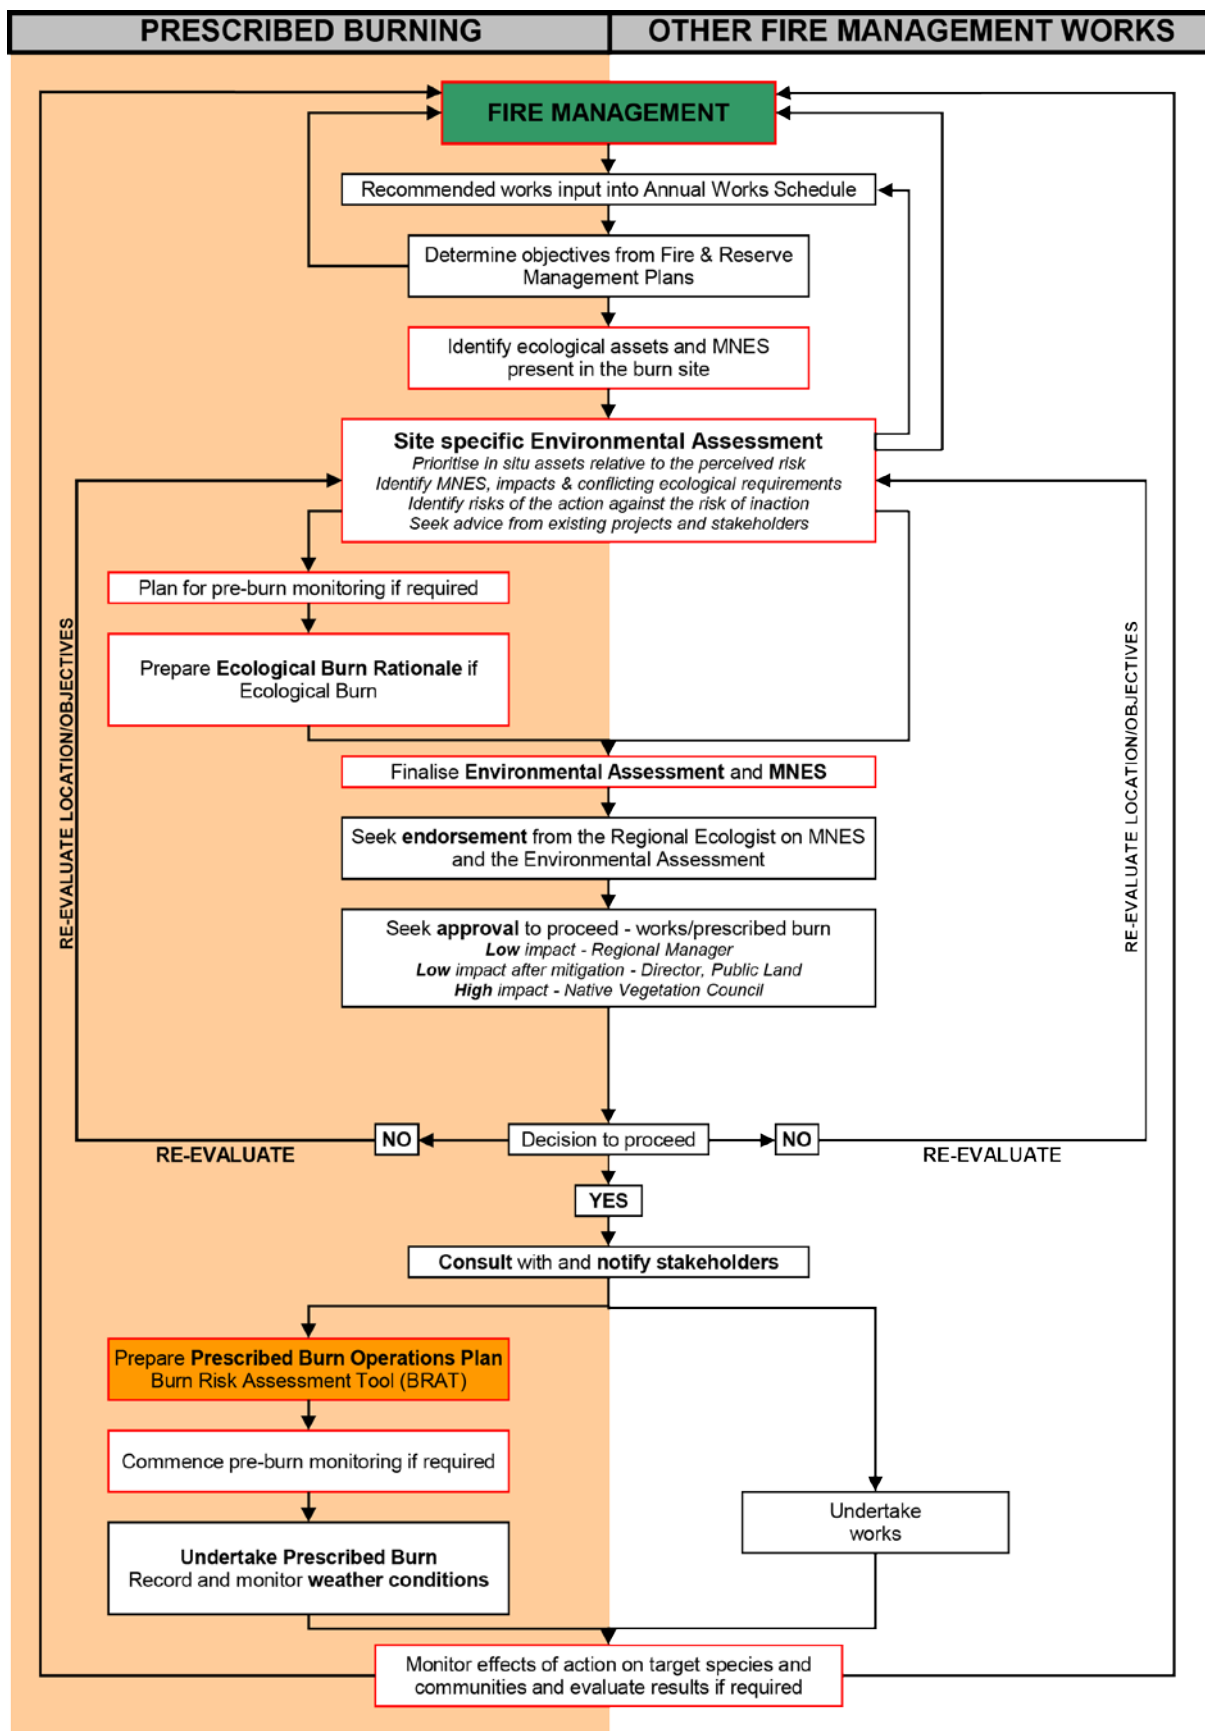 PRESCRIBED BURNING
OTHER FIRE MANAGEMENT WORKS
FIRE MANAGEMENT
Recommended works input into Annual Works Schedule
Determine objectives from Fire & Reserve
Management Plans
Identify ecological assets and MNES
present in the burn site
Site specific Environmental Assessment
Prioritise in situ assets relative to the perceived risk
Identify MNES, impacts & conflicting ecological requirements
Identify risks of the action against the risk of inaction
Seek advice from existing projects and stakeholders
Plan for pre-burn monitoring if required
Prepare Ecological Burn Rationale if
Ecological Burn
RE-EVALUATE LOCATION/OBJECTIVES
RE-EVALUATE LOCATION/OBJECTIVES
Finalise Environmental Assessment and MNES
Seek endorsement from the Regional Ecologist on MNES
and the Environmental Assessment
Seek approval to proceed - works/prescribed burn
Low impact - Regional Manager
Low impact after mitigation - Director, Public Land
High impact - Native Vegetation Council
NO
Decision to proceed
NO
RE-EVALUATE
RE-EVALUATE
YES
Consult with and notify stakeholders
Prepare Prescribed Burn Operations Plan
Burn Risk Assessment Tool (BRAT)
Commence pre-burn monitoring if required
Undertake
works
Undertake Prescribed Burn
Record and monitor weather conditions
Monitor effects of action on target species and
communities and evaluate results if required